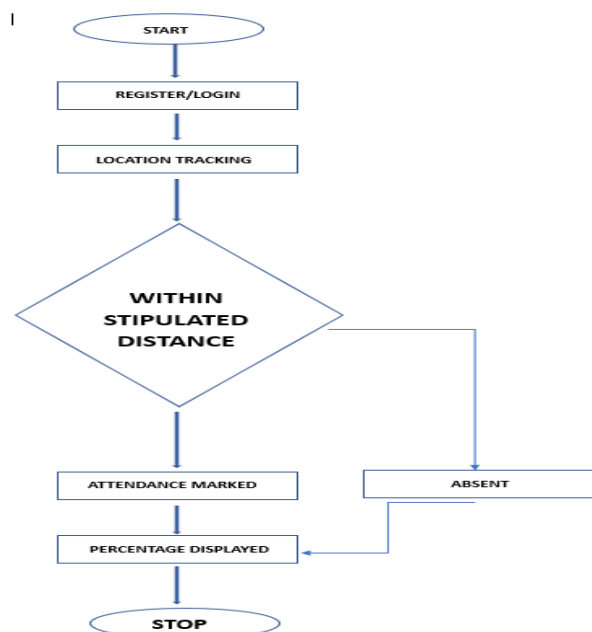 I
START
REGISTER/LOGIN
LOCATION TRACKING
WITHIN
STIPULATED
DISTANCE
ATTENDANCE MARKED
ABSENT
PERCENTAGE DISPLAYED
STOP